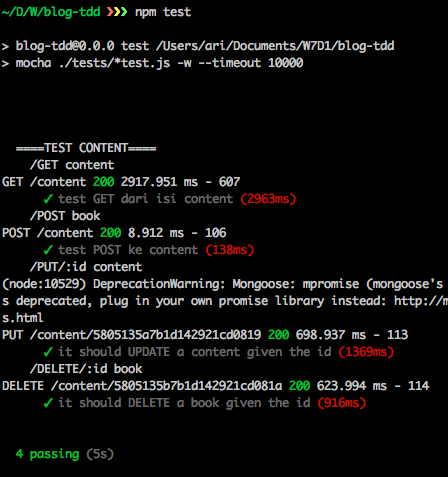 ~/D/W/blog-tdd ❯❯❯ npm test
> blog-tdd@0.0.0 test /Users/ari/Documents/W7D1/blog-tdd
> mocha ./tests/*test.js -w --timeout 10000
====TEST CONTENT====
/GET content
GET /content 200 2917.951 ms - 607
✓ test GET dari isi content (2963ms)
/POST book
POST /content 200 8.912 ms - 106
✓ test POST ke content (138ms)
/PUT/:id content
(node:10529) DeprecationWarning: Mongoose: mpromise (mongoose's
s deprecated, plug in your own promise library instead: http://m
s.html
PUT /content/5805135a7b1d142921cd0819 200 698.937 ms - 113
✓ it should UPDATE a content given the id (1369ms)
/DELETE/:id book
DELETE /content/5805135b7b1d142921cd081a 200 623.994 ms - 114
✓ it should DELETE a book given the id (916ms)
4 passing (5s)